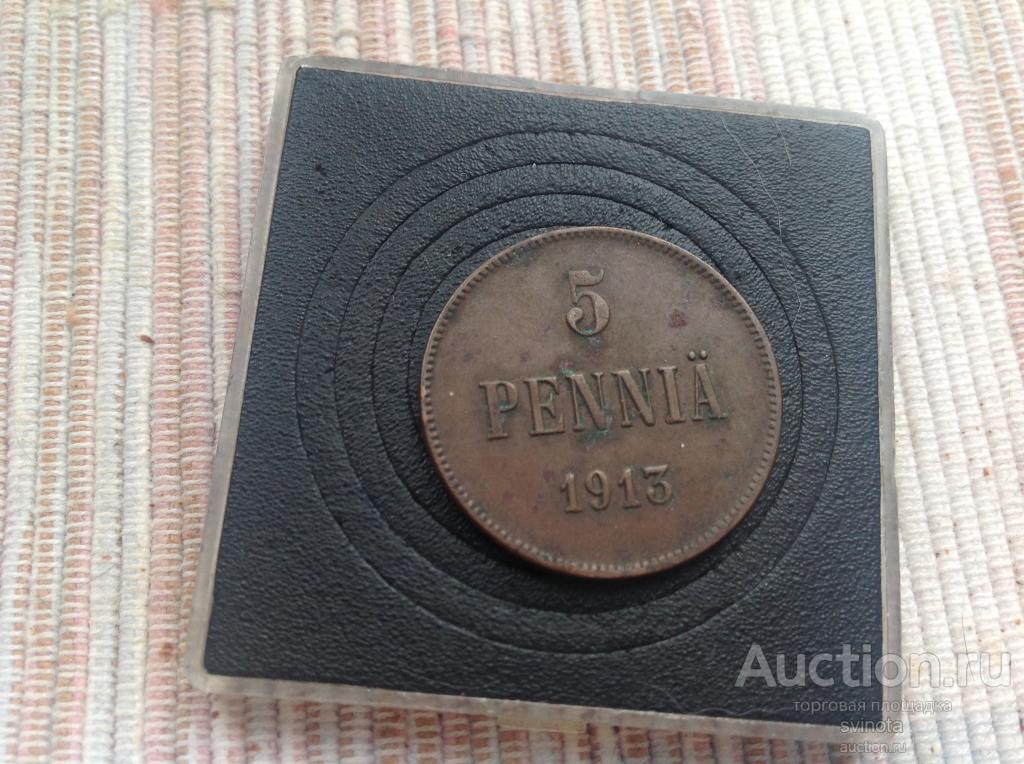 5
PENNIÄ
1913
Auction.ru
торговая площадка
svinota
auction.ru